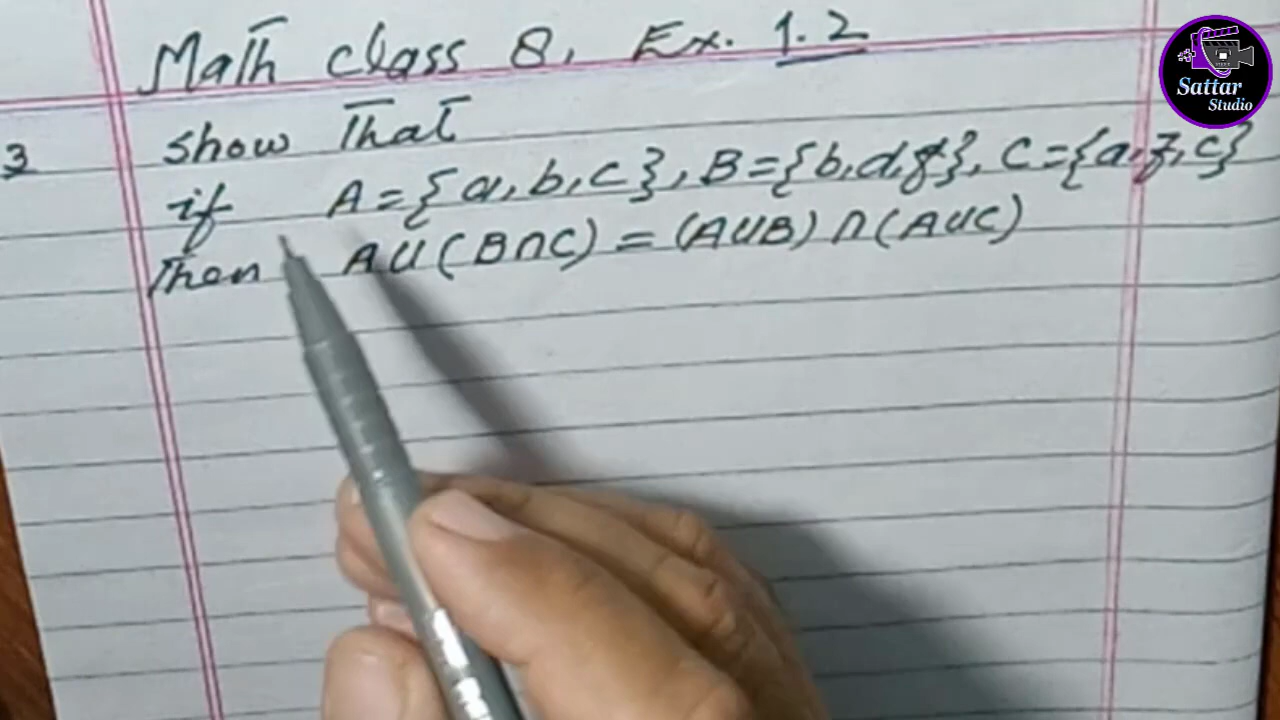 Math class 8, Ex. 1.2
3 show that
if A={a,b,c}, B={b,d,f}, C={a,f,c}
Then A∪(B∩C) = (A∪B)∩(A∪C)
Sattar
Studio